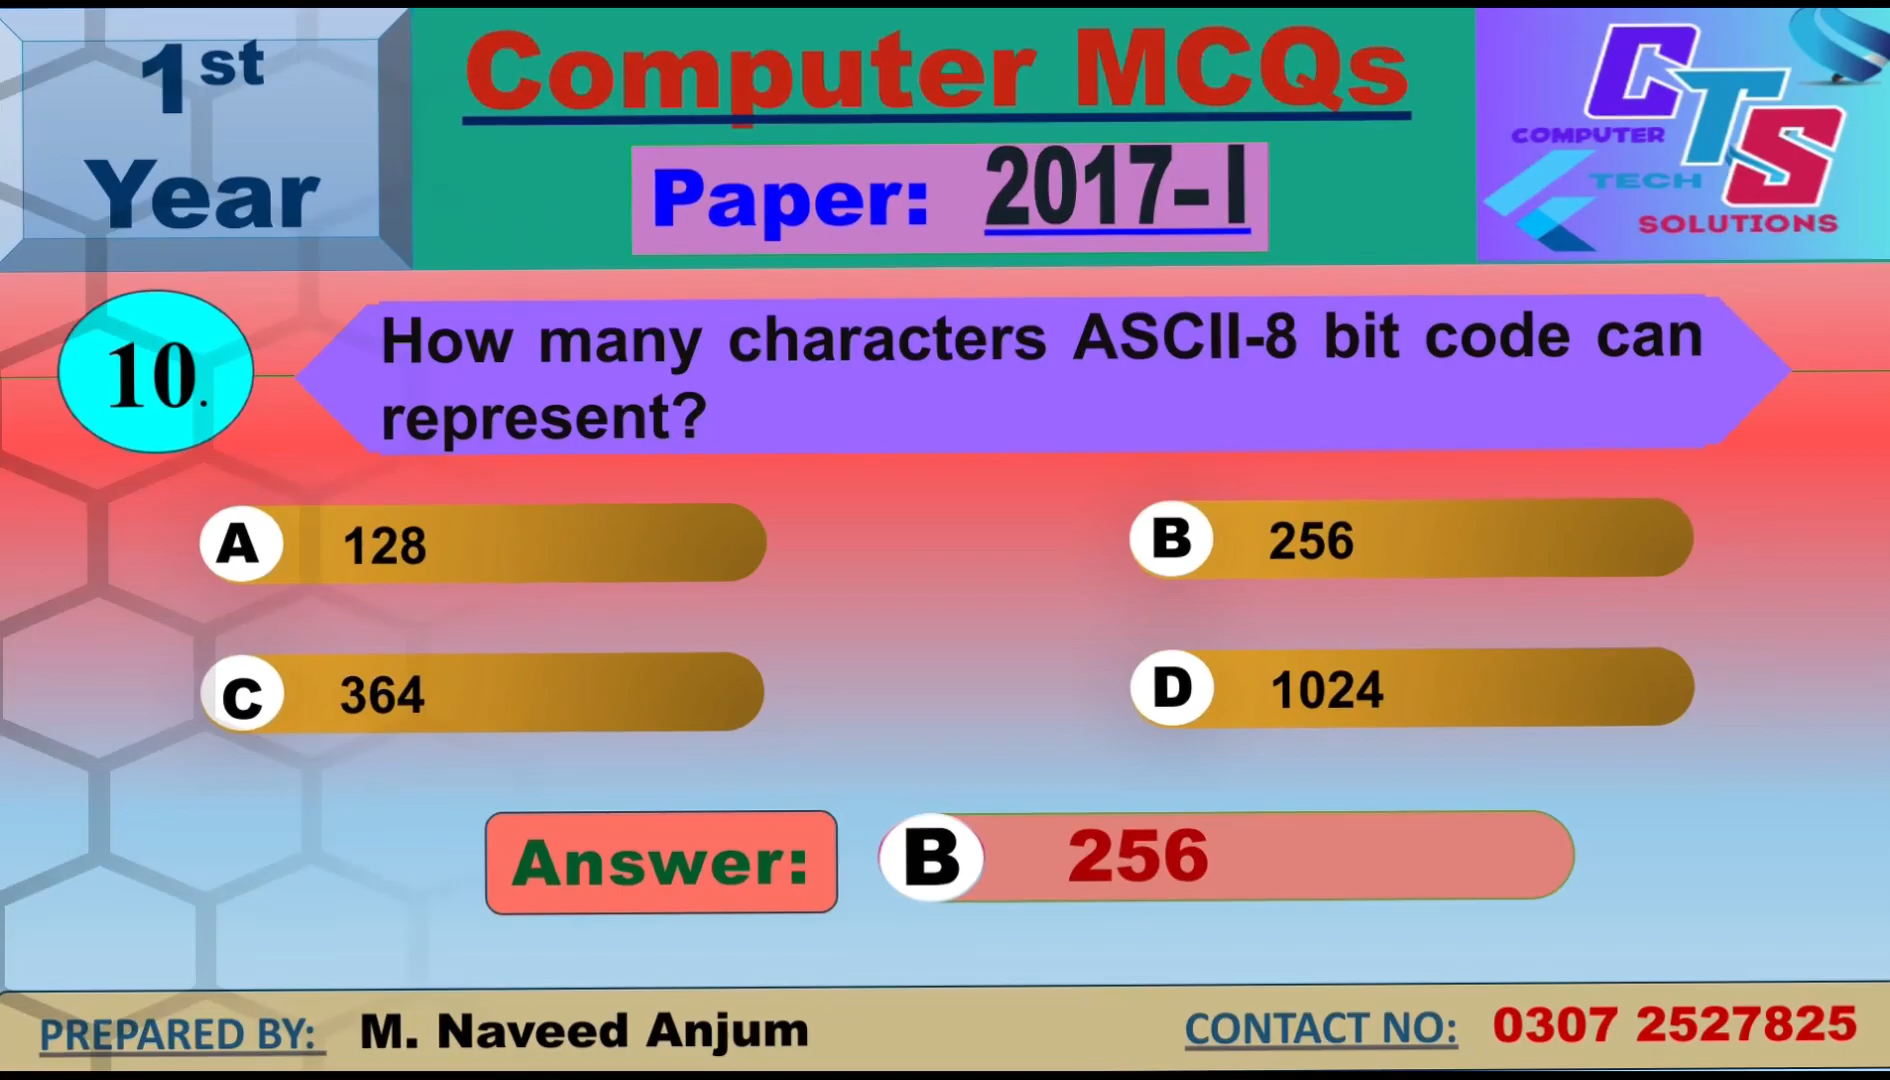 1st
Year
Computer MCQs
Paper: 2017-I
CTS
COMPUTER
TECH
SOLUTIONS
10.
How many characters ASCII-8 bit code can
represent?
A 128
B 256
C 364
D 1024
Answer: B 256
PREPARED BY: M. Naveed Anjum
CONTACT NO: 0307 2527825